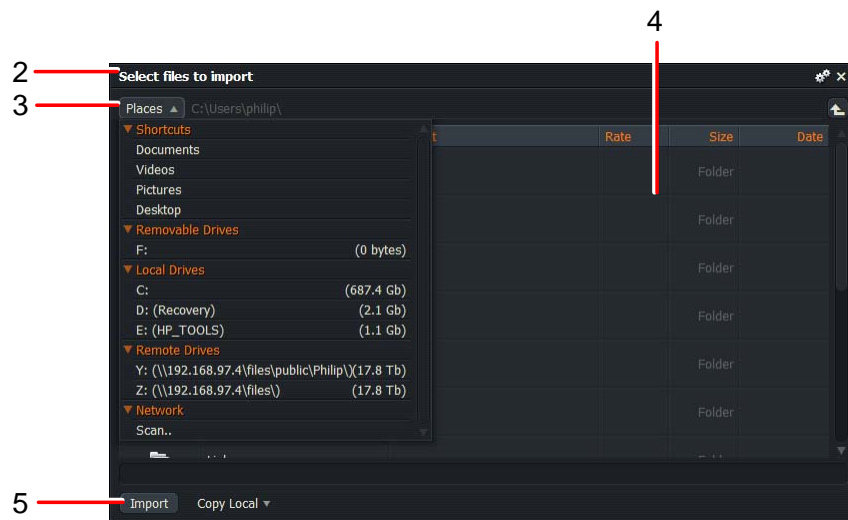 4
2
Select files to import
3
Places
C:\Users\philip\
Shortcuts
Rate
Size
Date
Documents
Videos
Pictures
Desktop
Removable Drives
F: (0 bytes)
Local Drives
C: (687.4 Gb)
D: (Recovery) (2.1 Gb)
E: (HP_TOOLS) (1.1 Gb)
Remote Drives
Y: (\\192.168.97.4\files\public\Philip\)(17.8 Tb)
Z: (\\192.168.97.4\files\) (17.8 Tb)
Network
Scan..
Folder
Folder
Folder
Folder
Folder
Folder
5
Import
Copy Local